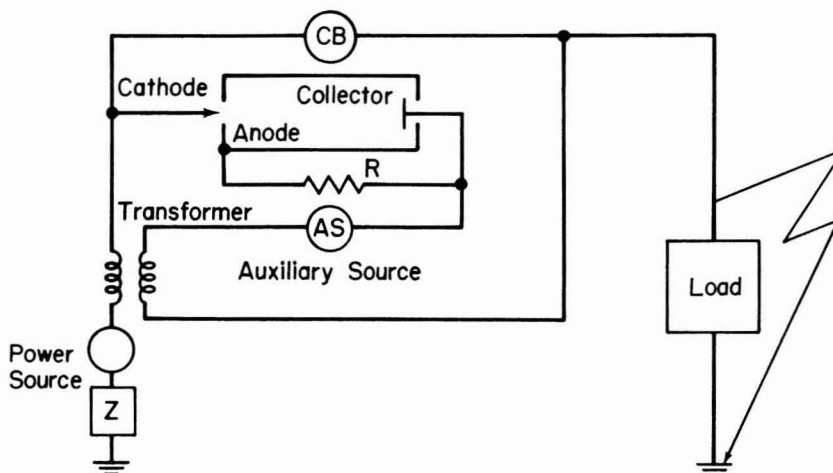 CB
Cathode
Collector
Anode
R
Transformer
AS
Auxiliary Source
Load
Power
Source
Z